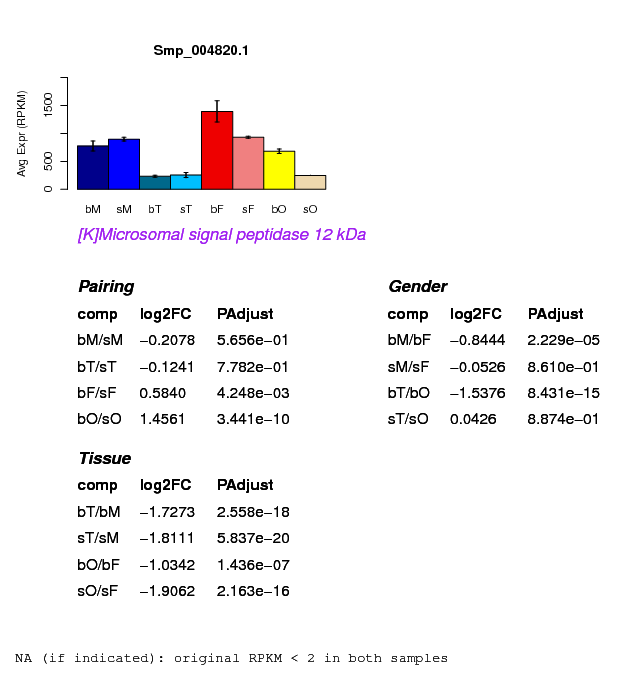 Smp_004820.1
Avg Expr (RPKM)
0 500 1500
bM sM bT sT bF sF bO sO
[K]Microsomal signal peptidase 12 kDa
Pairing
comp log2FC PAdjust
bM/sM −0.2078 5.656e−01
bT/sT −0.1241 7.782e−01
bF/sF 0.5840 4.248e−03
bO/sO 1.4561 3.441e−10
Gender
comp log2FC PAdjust
bM/bF −0.8444 2.229e−05
sM/sF −0.0526 8.610e−01
bT/bO −1.5376 8.431e−15
sT/sO 0.0426 8.874e−01
Tissue
comp log2FC PAdjust
bT/bM −1.7273 2.558e−18
sT/sM −1.8111 5.837e−20
bO/bF −1.0342 1.436e−07
sO/sF −1.9062 2.163e−16
NA (if indicated): original RPKM < 2 in both samples